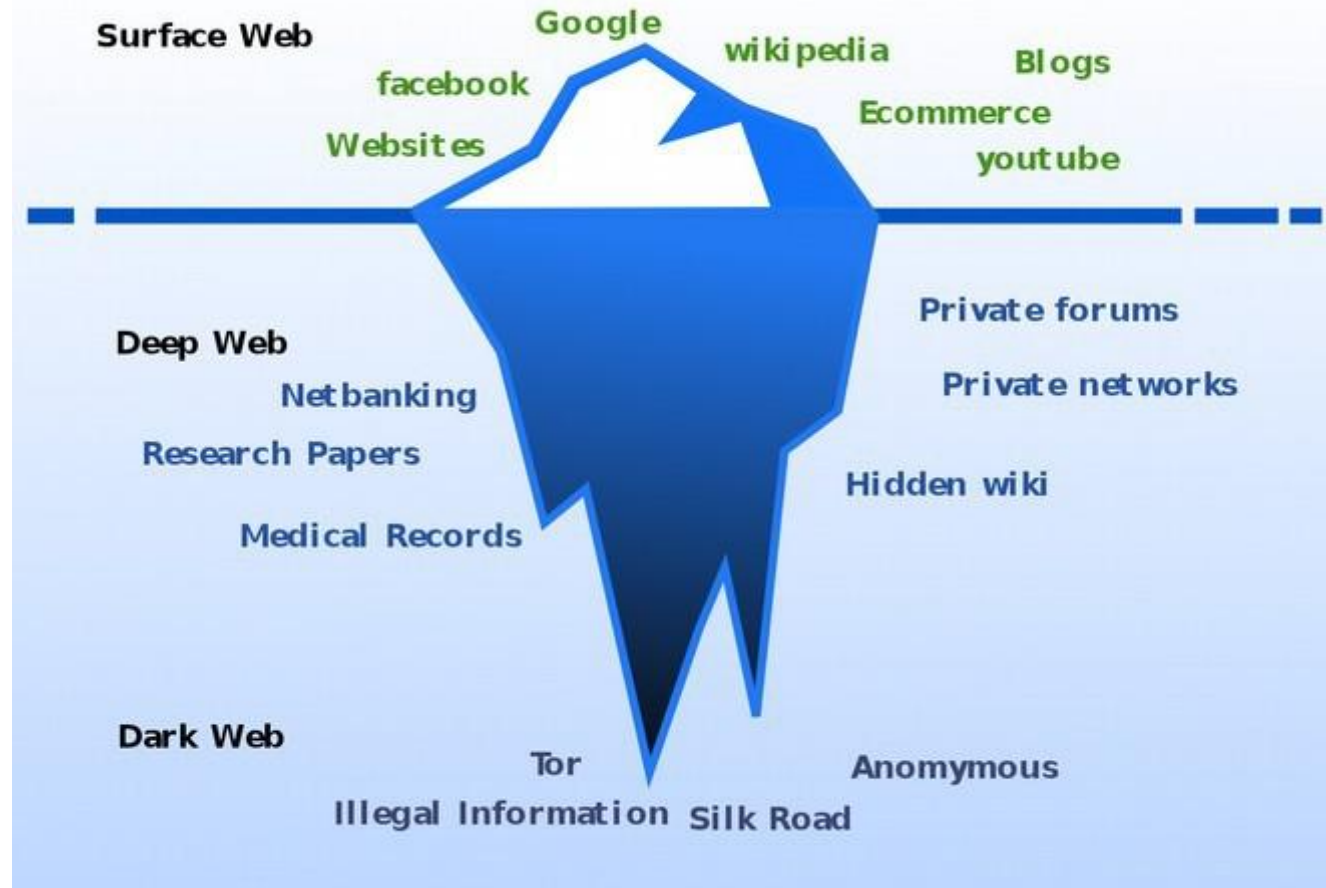 Surface Web
Google
wikipedia
Blogs
facebook
Ecommerce
Websites
youtube
Private forums
Deep Web
Netbanking
Private networks
Research Papers
Hidden wiki
Medical Records
Dark Web
Tor
Anomymous
Illegal Information
Silk Road